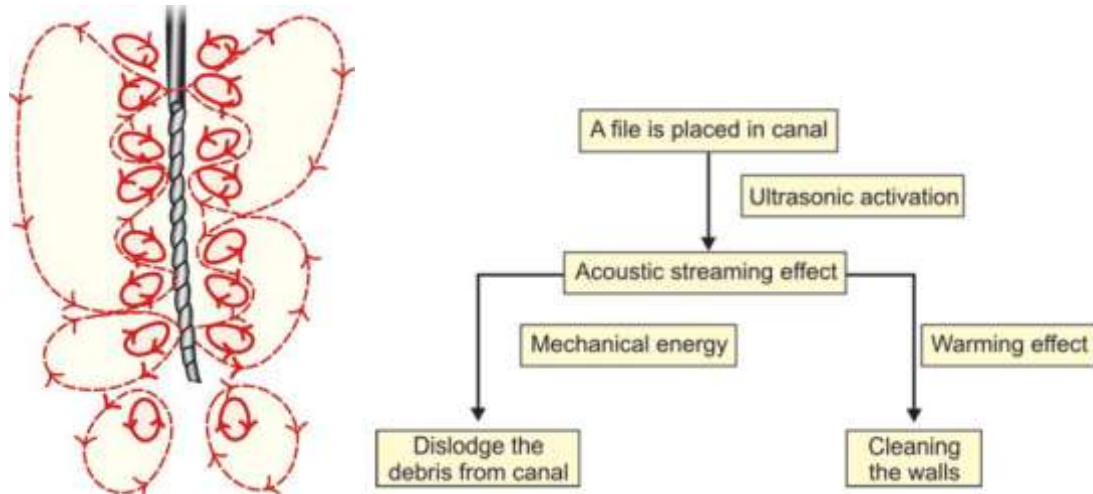 A file is placed in canal
Ultrasonic activation
Acoustic streaming effect
Mechanical energy
Warming effect
Dislodge the
debris from canal
Cleaning
the walls